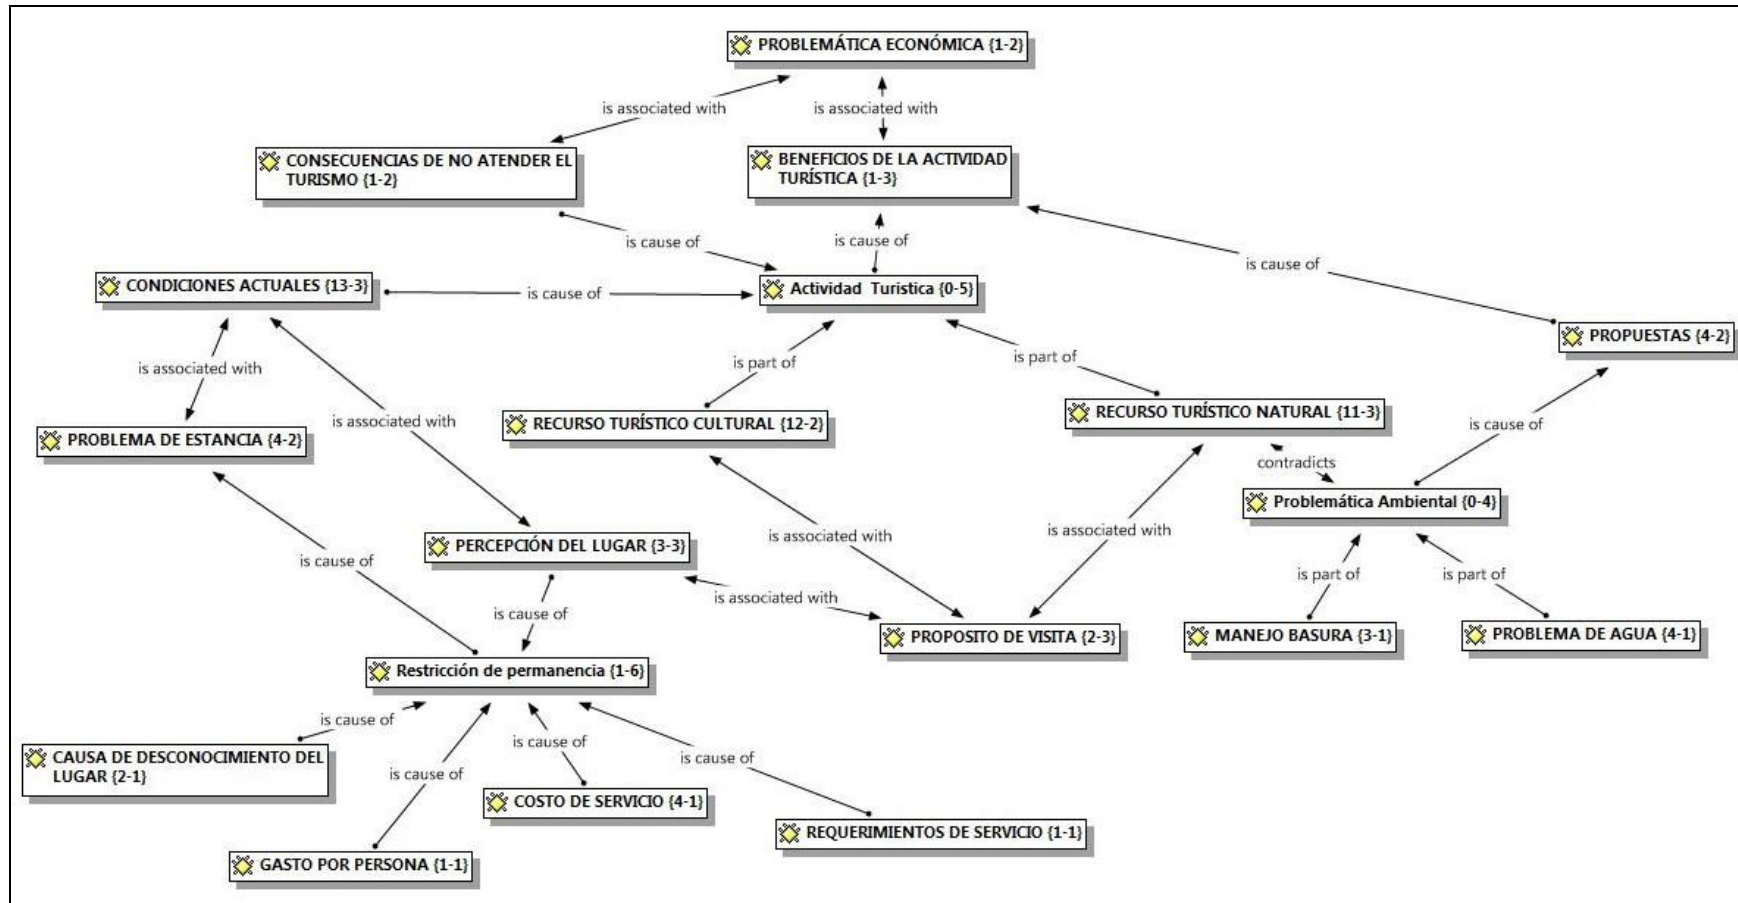 PROBLEMÁTICA ECONÓMICA {1-2}
is associated with
is associated with
CONSECUENCIAS DE NO ATENDER EL
TURISMO {1-2}
BENEFICIOS DE LA ACTIVIDAD
TURÍSTICA {1-3}
is cause of
is cause of
is cause of
CONDICIONES ACTUALES {13-3}
is cause of
Actividad Turistica {0-5}
PROPUESTAS {4-2}
is associated with
is part of
is part of
is associated with
is cause of
PROBLEMA DE ESTANCIA {4-2}
RECURSO TURÍSTICO CULTURAL {12-2}
RECURSO TURÍSTICO NATURAL {11-3}
contradicts
Problemática Ambiental {0-4}
is associated with
is associated with
PERCEPCIÓN DEL LUGAR {3-3}
is cause of
is part of
is part of
is cause of
is associated with
PROPOSITO DE VISITA {2-3}
MANEJO BASURA {3-1}
PROBLEMA DE AGUA {4-1}
Restricción de permanencia {1-6}
is cause of
is cause of
is cause of
is cause of
CAUSA DE DESCONOCIMIENTO DEL
LUGAR {2-1}
COSTO DE SERVICIO {4-1}
REQUERIMIENTOS DE SERVICIO {1-1}
GASTO POR PERSONA {1-1}